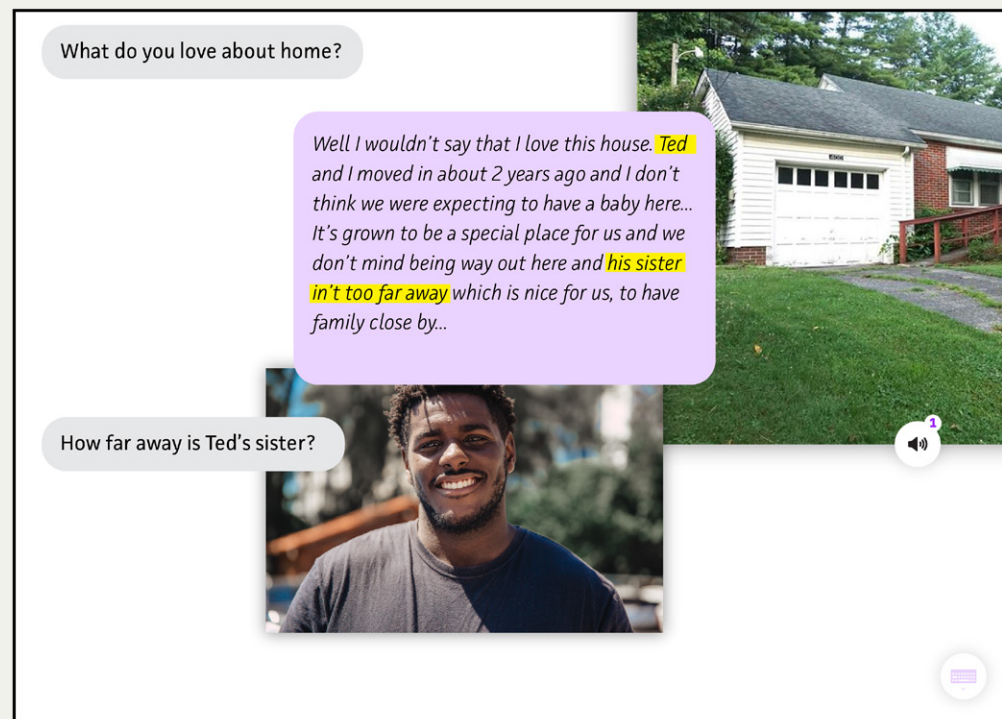 What do you love about home?
Well I wouldn't say that I love this house. Ted
and I moved in about 2 years ago and I don't
think we were expecting to have a baby here...
It's grown to be a special place for us and we
don't mind being way out here and his sister
in't too far away which is nice for us, to have
family close by...
How far away is Ted's sister?
1